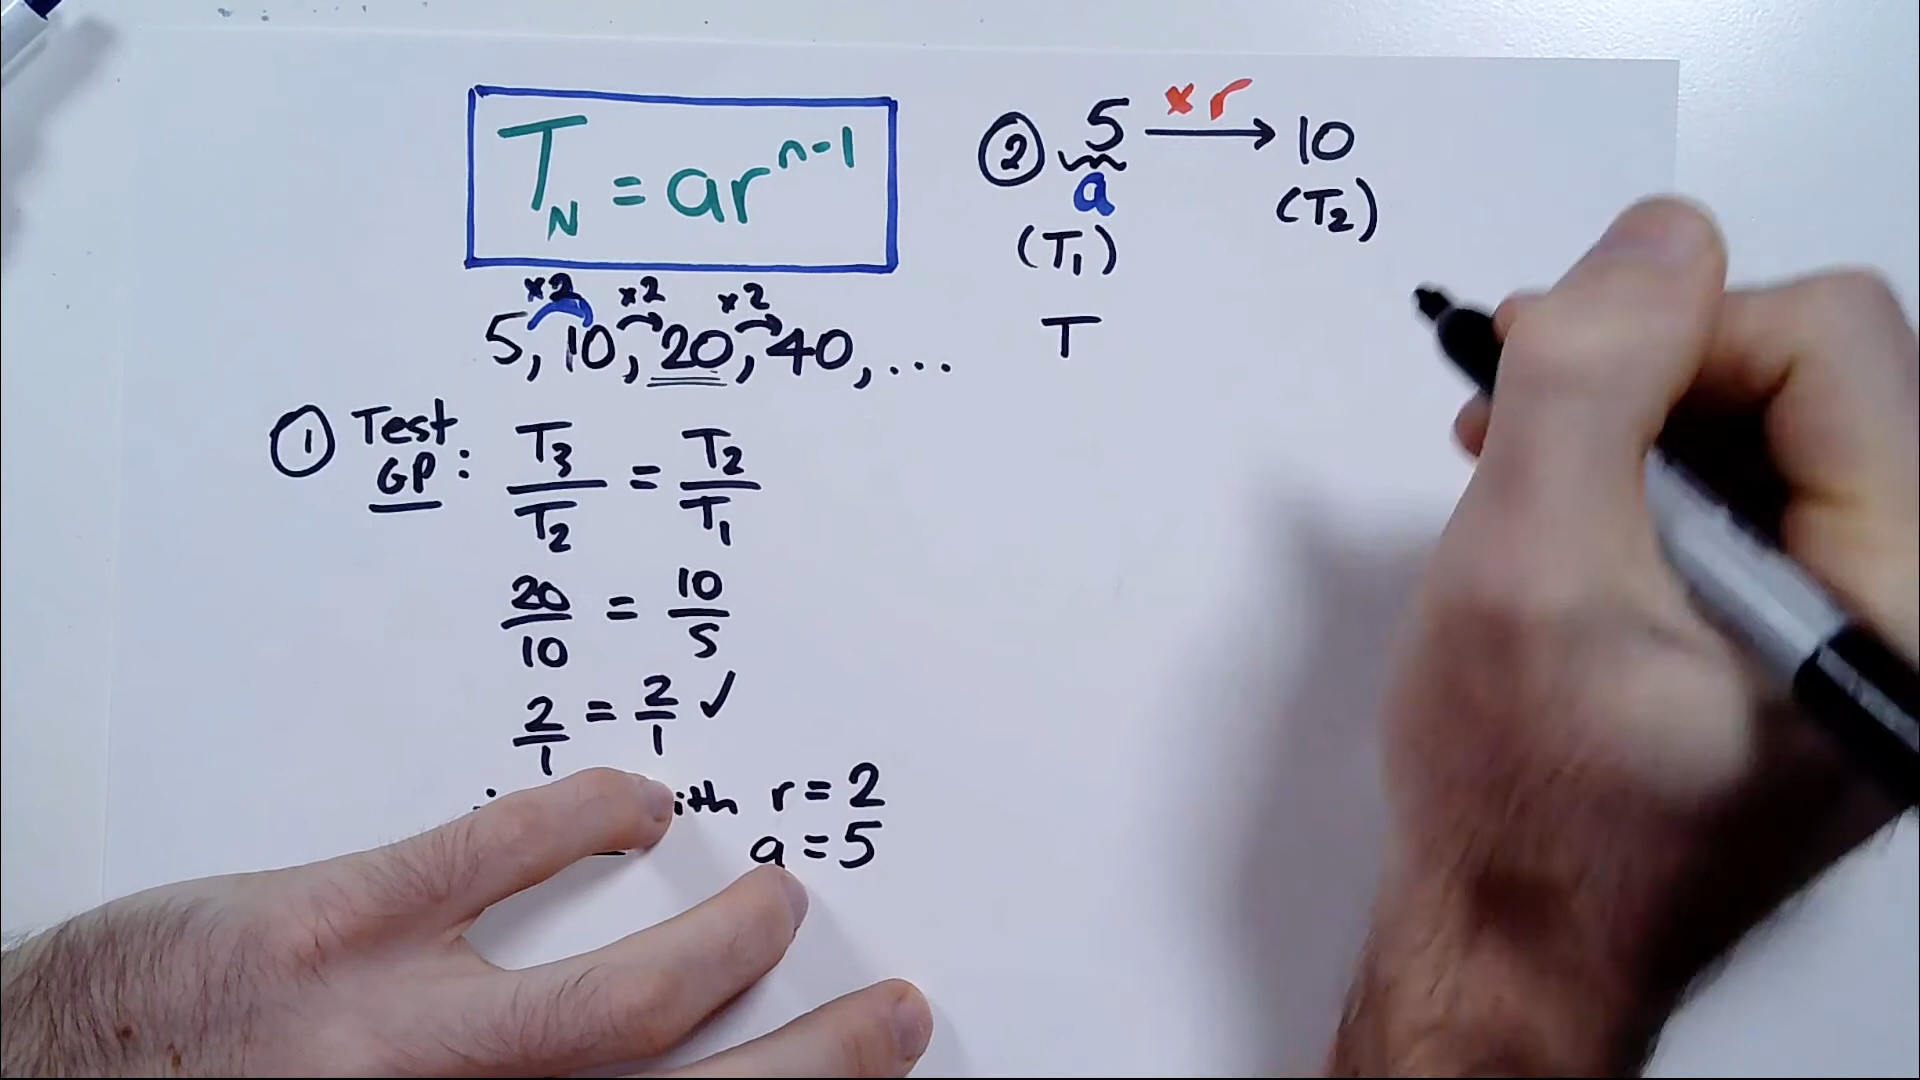 T_N = ar^{n-1}
×2 ×2 ×2
5, 10, 20, 40, ...
① Test GP: T₃/T₂ = T₂/T₁
20/10 = 10/5
2/1 = 2/1 ✓
with r = 2
a = 5
② 5 ×r → 10
a
(T₁) (T₂)
T